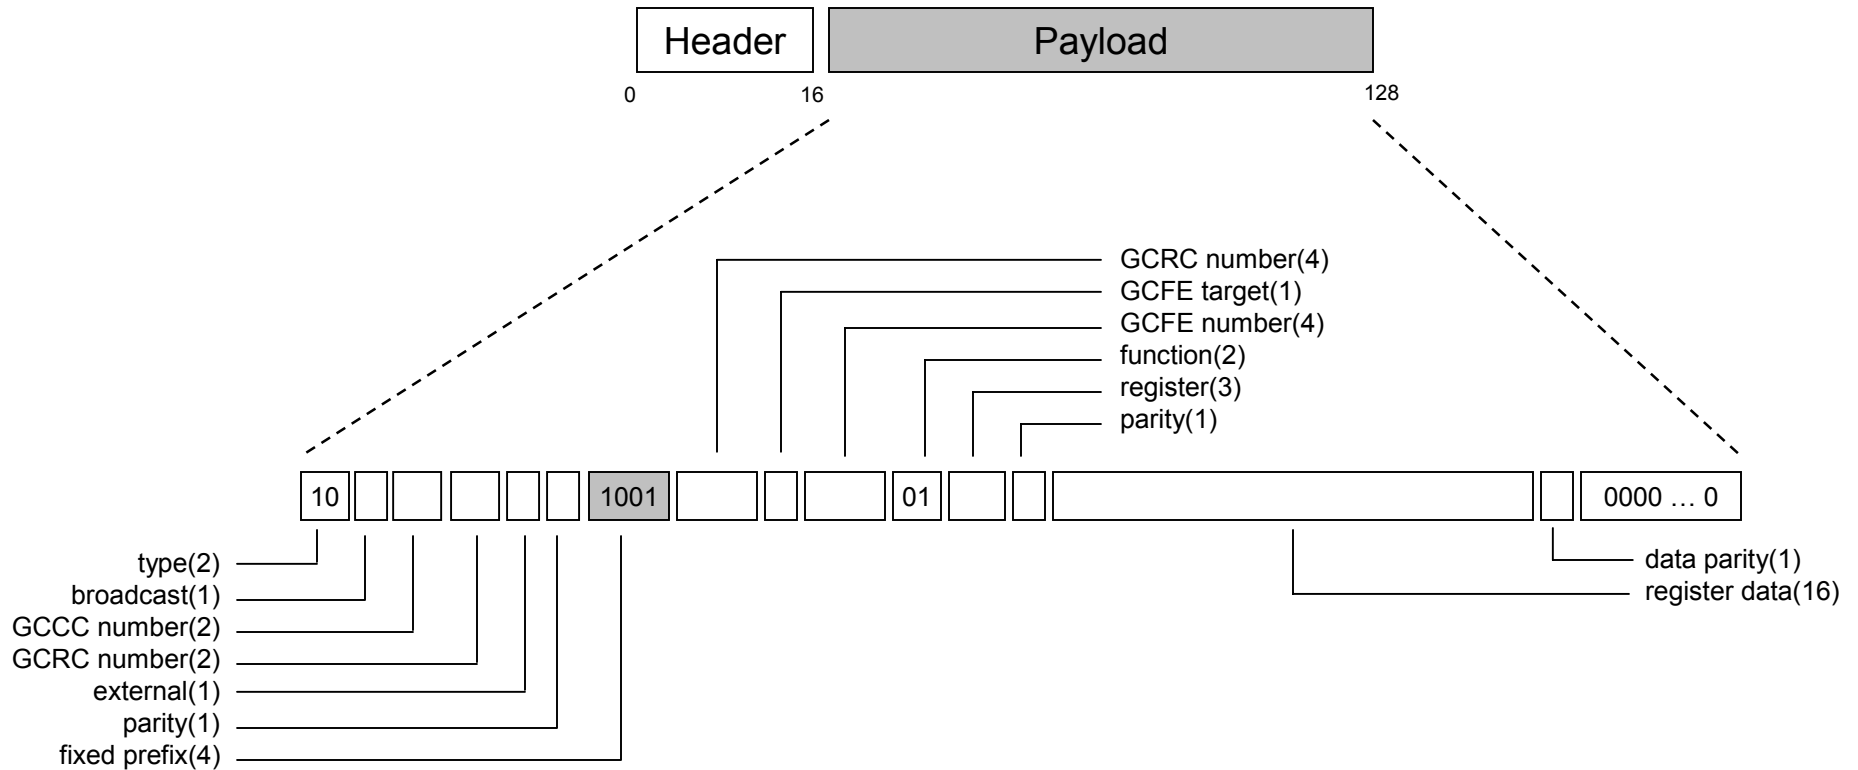 Header
Payload
0
16
128
GCRC number(4)
GCFE target(1)
GCFE number(4)
function(2)
register(3)
parity(1)
10
1001
01
0000 … 0
type(2)
broadcast(1)
GCCC number(2)
GCRC number(2)
external(1)
parity(1)
fixed prefix(4)
data parity(1)
register data(16)